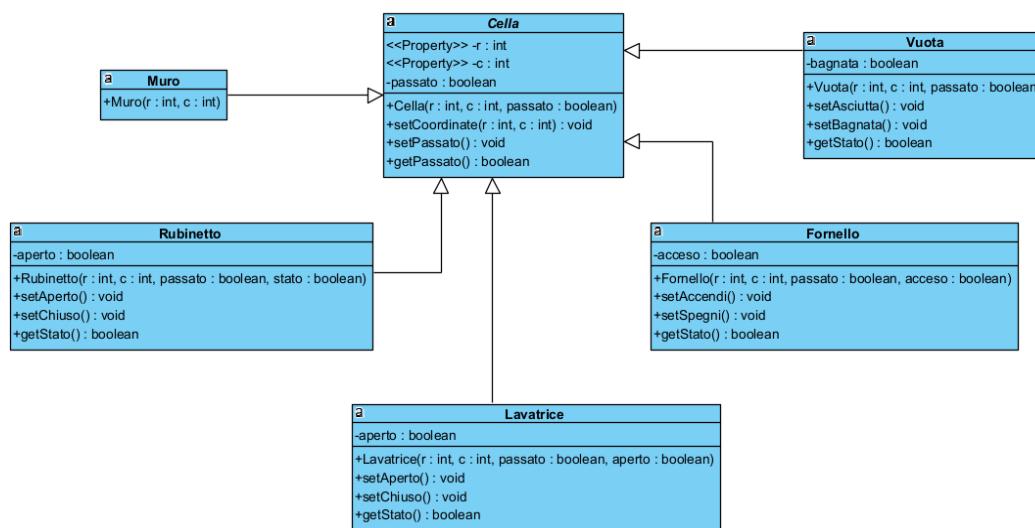 a
Cella
<<Property>> -r : int
<<Property>> -c : int
-passato : boolean
+Cella(r : int, c : int, passato : boolean)
+setCoordinate(r : int, c : int) : void
+setPassato() : void
+getPassato() : boolean
a
Vuota
-bagnata : boolean
+Vuota(r : int, c : int, passato : boolean
+setAsciutta() : void
+setBagnata() : void
+getStato() : boolean
a
Muro
+Muro(r : int, c : int)
a
Rubinetto
-aperto : boolean
+Rubinetto(r : int, c : int, passato : boolean, stato : boolean)
+setAperto() : void
+setChiuso() : void
+getStato() : boolean
a
Fornello
-acceso : boolean
+Fornello(r : int, c : int, passato : boolean, acceso : boolean)
+setAccendi() : void
+setSpegni() : void
+getStato() : boolean
a
Lavatrice
-aperto : boolean
+Lavatrice(r : int, c : int, passato : boolean, aperto : boolean)
+setAperto() : void
+setChiuso() : void
+getStato() : boolean